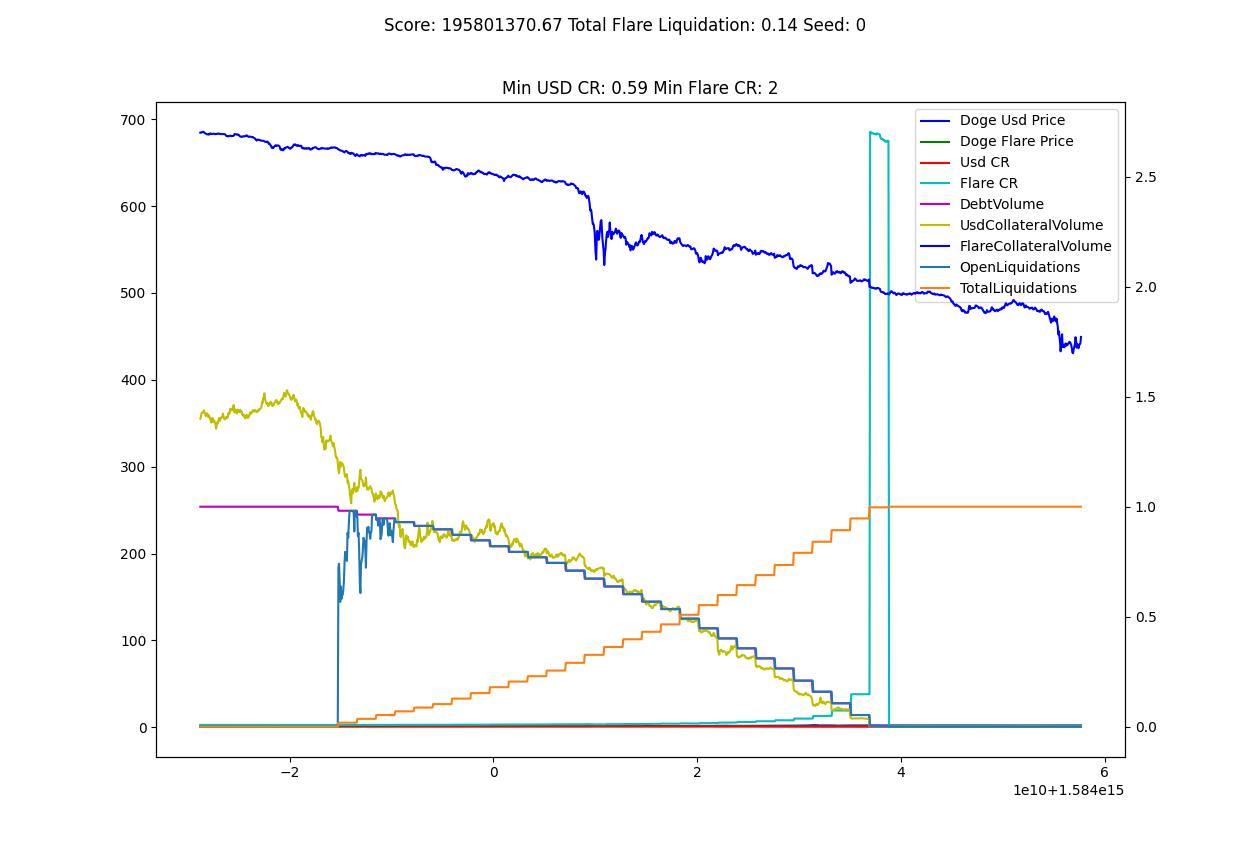 Score: 195801370.67 Total Flare Liquidation: 0.14 Seed: 0
Min USD CR: 0.59 Min Flare CR: 2
700
600
500
400
300
200
100
0
2.5
2.0
1.5
1.0
0.5
0.0
Doge Usd Price
Doge Flare Price
Usd CR
Flare CR
DebtVolume
UsdCollateralVolume
FlareCollateralVolume
OpenLiquidations
TotalLiquidations
−2 0 2 4 6
1e10+1.584e15